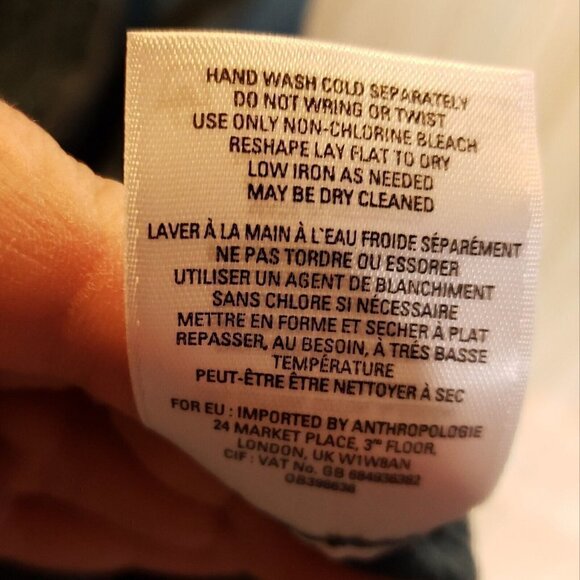 HAND WASH COLD SEPARATELY
DO NOT WRING OR TWIST
USE ONLY NON-CHLORINE BLEACH
RESHAPE LAY FLAT TO DRY
LOW IRON AS NEEDED
MAY BE DRY CLEANED
LAVER À LA MAIN À L'EAU FROIDE SÉPARÉMENT
NE PAS TORDRE OU ESSORER
UTILISER UN AGENT DE BLANCHIMENT
SANS CHLORE SI NÉCESSAIRE
METTRE EN FORME ET SECHER À PLAT
REPASSER, AU BESOIN, À TRÉS BASSE
TEMPÉRATURE
PEUT-ÊTRE ÊTRE NETTOYER À SEC
FOR EU : IMPORTED BY ANTHROPOLOGIE
24 MARKET PLACE, 3RD FLOOR,
LONDON, UK W1W8AN
CIF : VAT No. GB